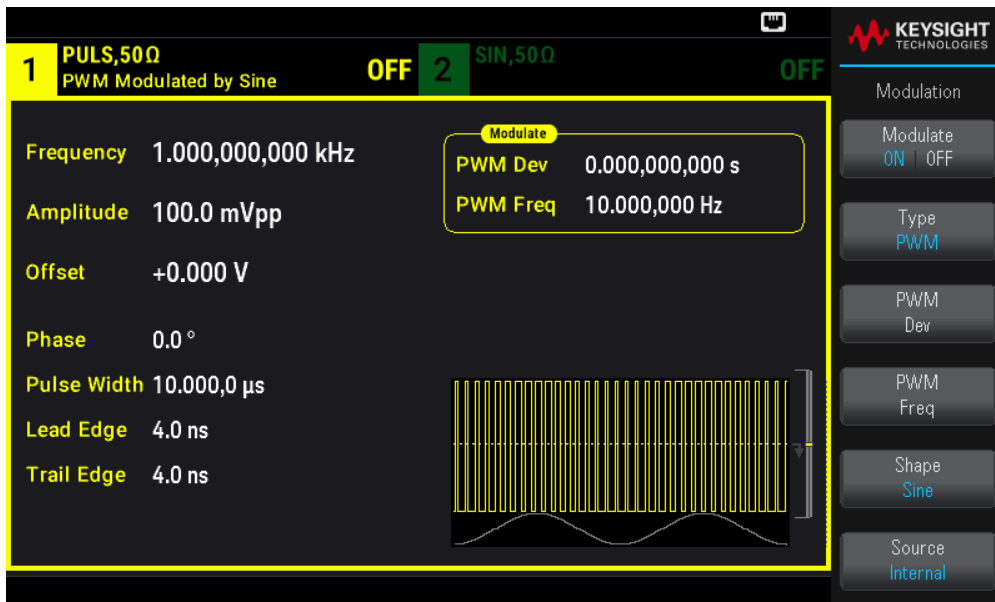 KEYSIGHT
TECHNOLOGIES
1 PULS,50Ω OFF
PWM Modulated by Sine
2 SIN,50Ω OFF
Modulation
Frequency 1.000,000,000 kHz
Amplitude 100.0 mVpp
Offset +0.000 V
Phase 0.0 °
Pulse Width 10.000,0 µs
Lead Edge 4.0 ns
Trail Edge 4.0 ns
Modulate
PWM Dev 0.000,000,000 s
PWM Freq 10.000,000 Hz
Modulate
ON | OFF
Type
PWM
PWM
Dev
PWM
Freq
Shape
Sine
Source
Internal